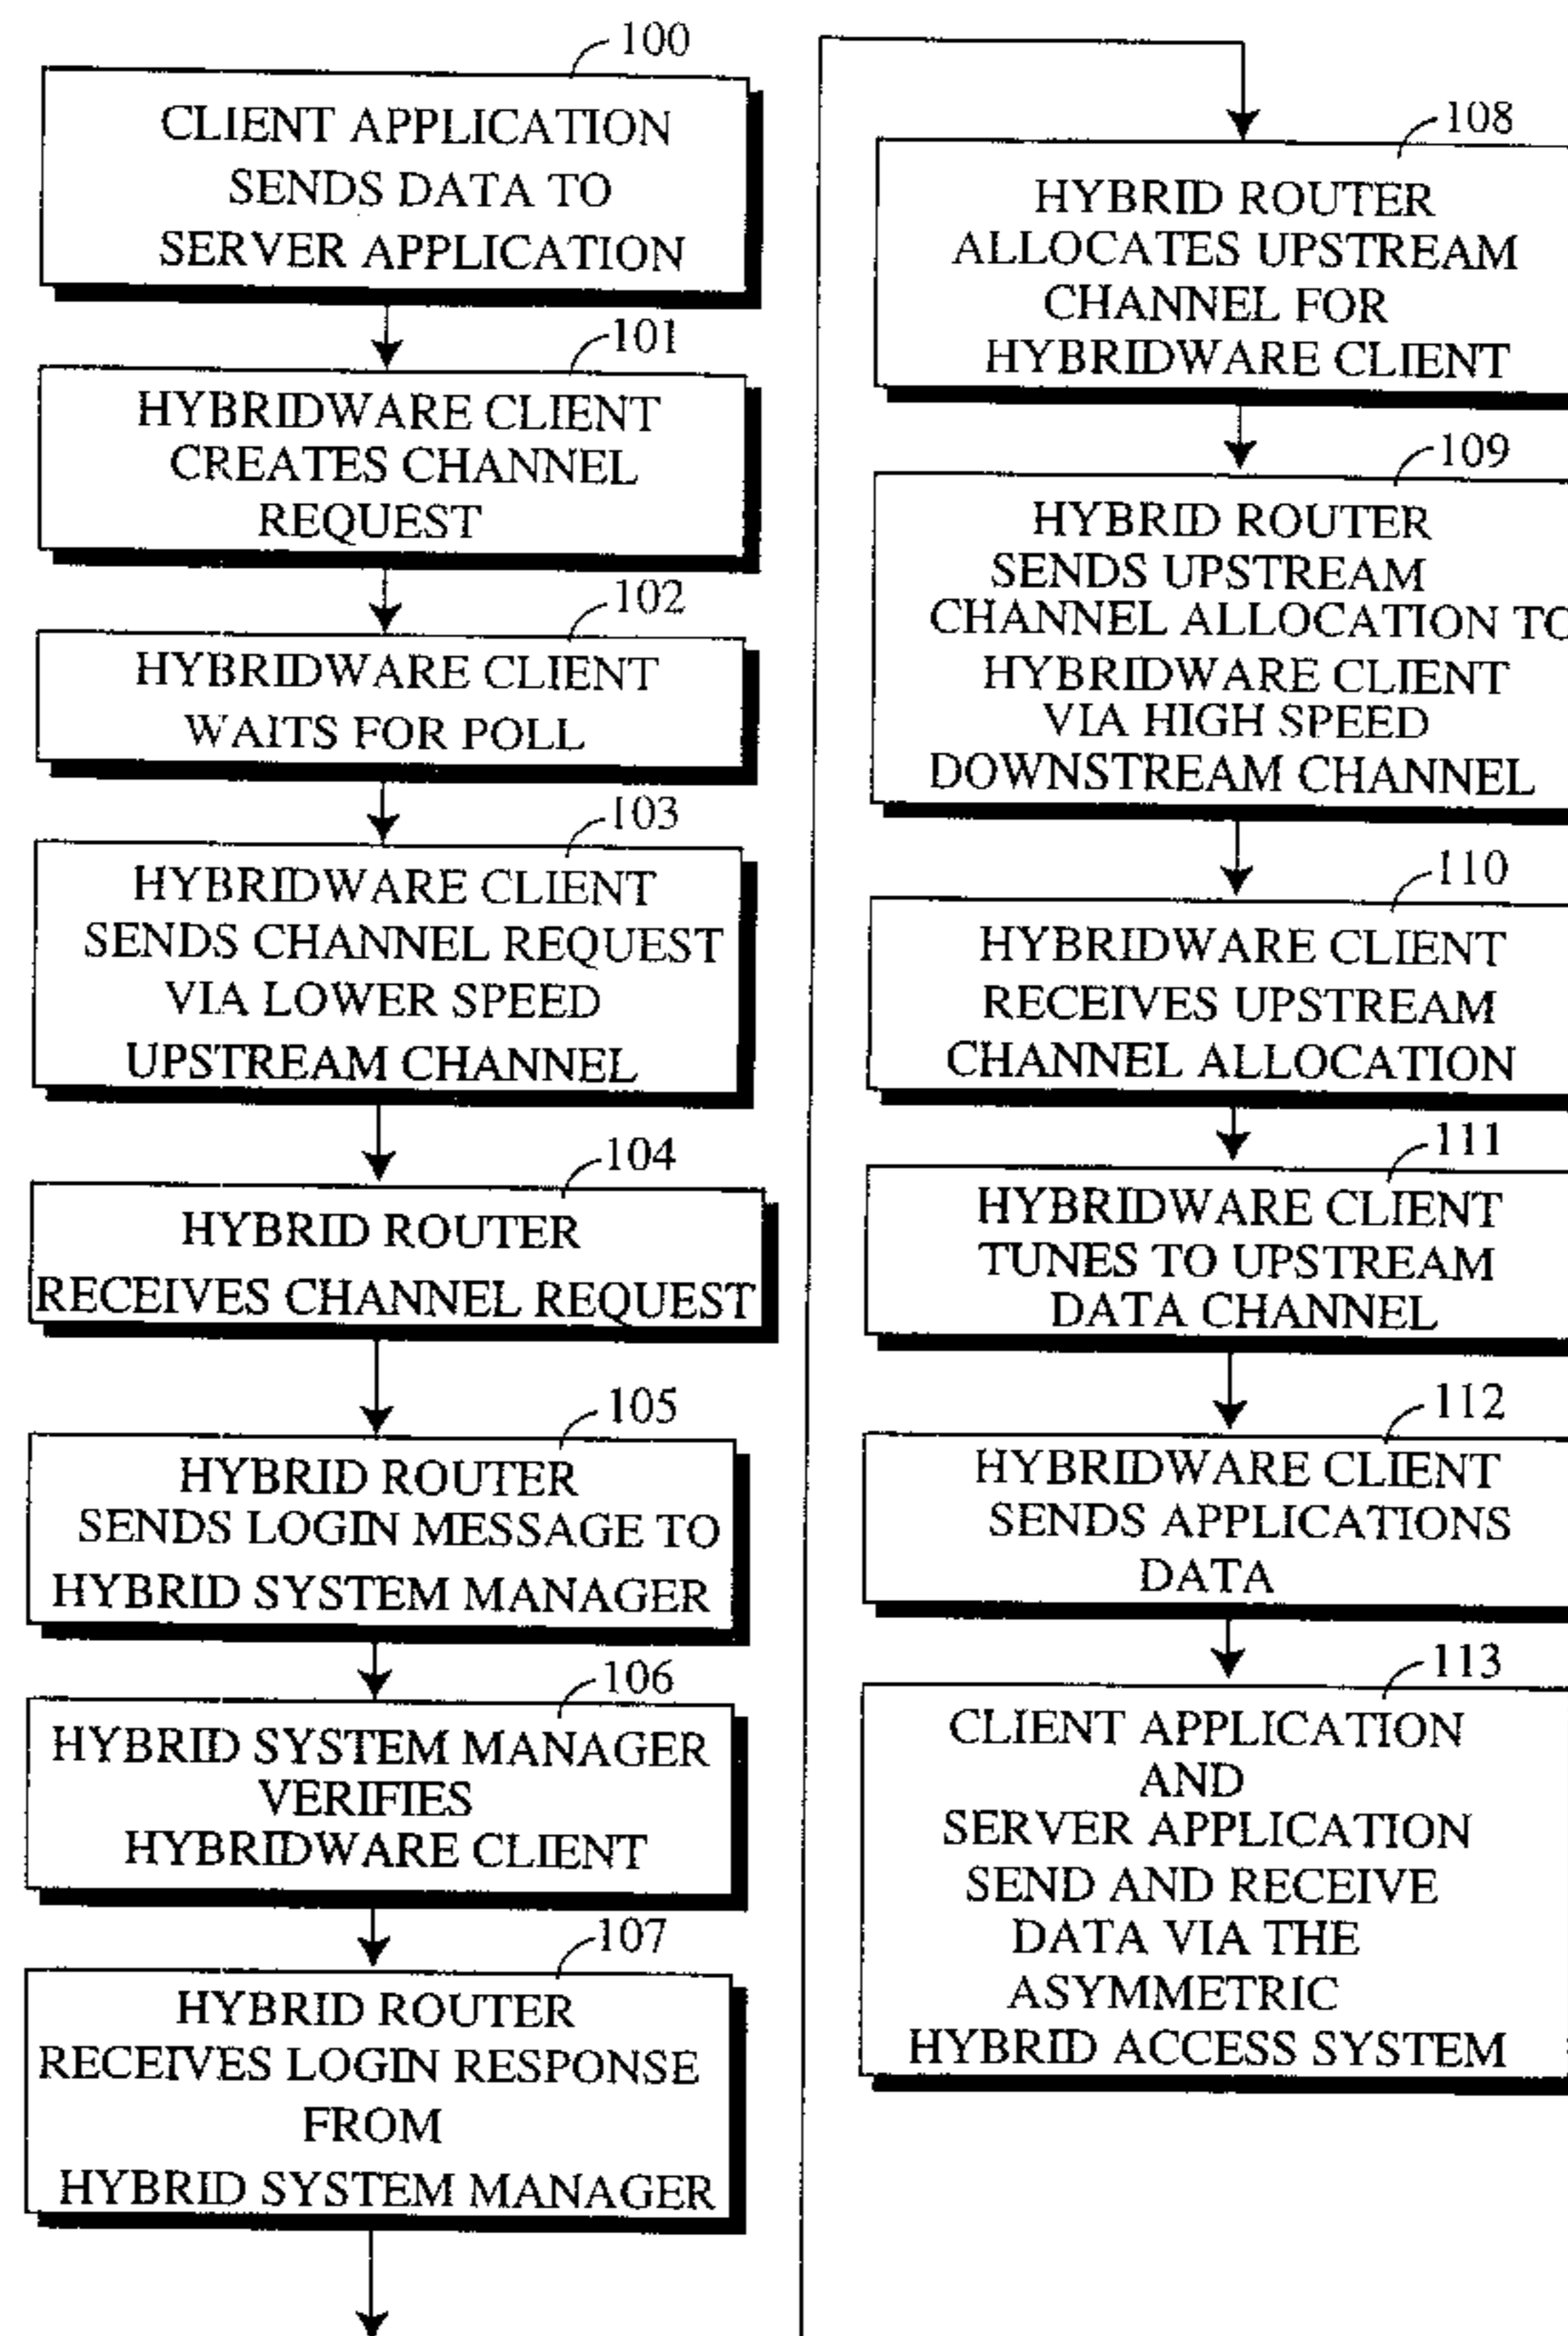 100
CLIENT APPLICATION
SENDS DATA TO
SERVER APPLICATION
101
HYBRIDWARE CLIENT
CREATES CHANNEL
REQUEST
102
HYBRIDWARE CLIENT
WAITS FOR POLL
103
HYBRIDWARE CLIENT
SENDS CHANNEL REQUEST
VIA LOWER SPEED
UPSTREAM CHANNEL
104
HYBRID ROUTER
RECEIVES CHANNEL REQUEST
105
HYBRID ROUTER
SENDS LOGIN MESSAGE TO
HYBRID SYSTEM MANAGER
106
HYBRID SYSTEM MANAGER
VERIFIES
HYBRIDWARE CLIENT
107
HYBRID ROUTER
RECEIVES LOGIN RESPONSE
FROM
HYBRID SYSTEM MANAGER
108
HYBRID ROUTER
ALLOCATES UPSTREAM
CHANNEL FOR
HYBRIDWARE CLIENT
109
HYBRID ROUTER
SENDS UPSTREAM
CHANNEL ALLOCATION TO
HYBRIDWARE CLIENT
VIA HIGH SPEED
DOWNSTREAM CHANNEL
110
HYBRIDWARE CLIENT
RECEIVES UPSTREAM
CHANNEL ALLOCATION
111
HYBRIDWARE CLIENT
TUNES TO UPSTREAM
DATA CHANNEL
112
HYBRIDWARE CLIENT
SENDS APPLICATIONS
DATA
113
CLIENT APPLICATION
AND
SERVER APPLICATION
SEND AND RECEIVE
DATA VIA THE
ASYMMETRIC
HYBRID ACCESS SYSTEM